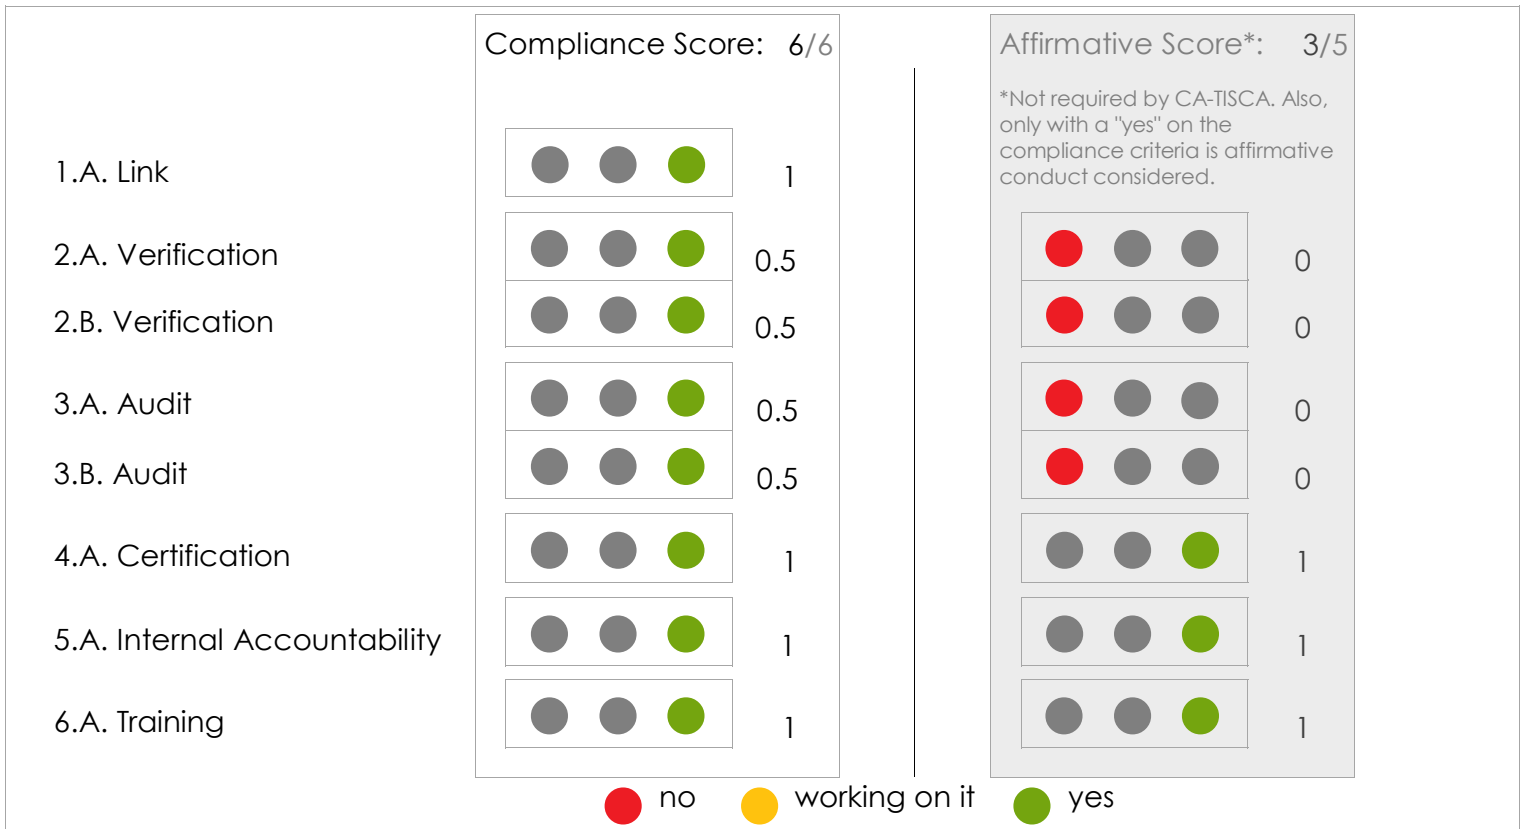 Compliance Score: 6/6
Affirmative Score*: 3/5
*Not required by CA-TISCA. Also,
only with a "yes" on the
compliance criteria is affirmative
conduct considered.
1.A. Link 1
2.A. Verification 0.5 0
2.B. Verification 0.5 0
3.A. Audit 0.5 0
3.B. Audit 0.5 0
4.A. Certification 1 1
5.A. Internal Accountability 1 1
6.A. Training 1 1
no working on it yes